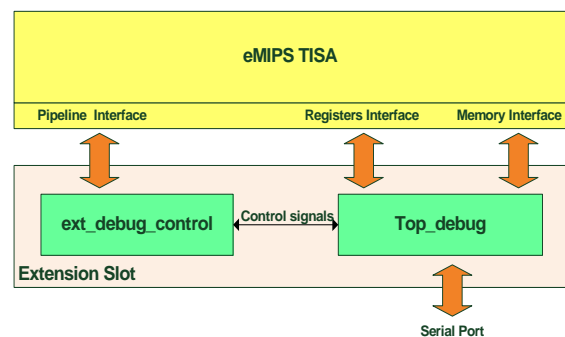 eMIPS TISA
Pipeline Interface
Registers Interface
Memory Interface
ext_debug_control
Control signals
Top_debug
Extension Slot
Serial Port